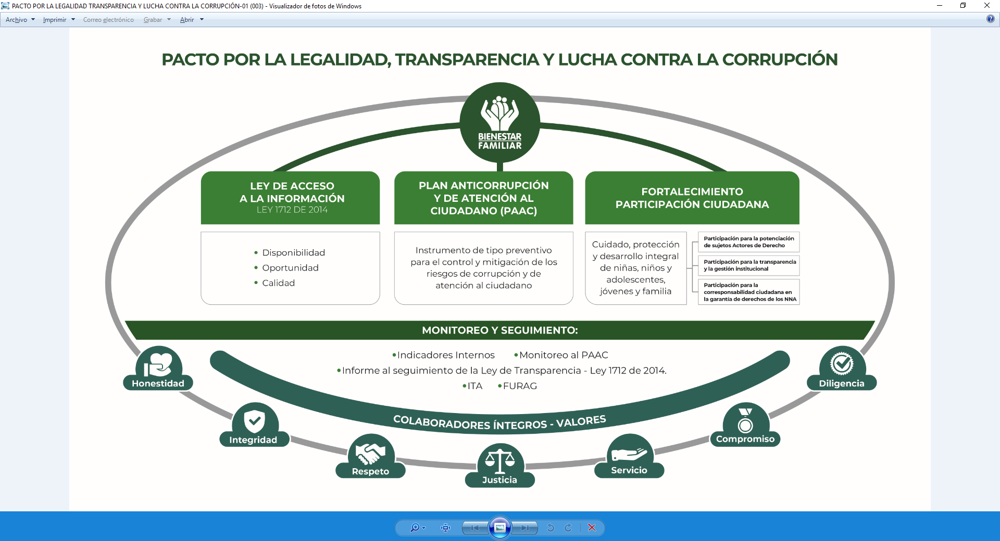 PACTO POR LA LEGALIDAD TRANSPARENCIA Y LUCHA CONTRA LA CORRUPCIÓN-01 (003) - Visualizador de fotos de Windows
Archivo Imprimir Correo electrónico Grabar Abrir
PACTO POR LA LEGALIDAD, TRANSPARENCIA Y LUCHA CONTRA LA CORRUPCIÓN
BIENESTAR
FAMILIAR
LEY DE ACCESO
A LA INFORMACIÓN
LEY 1712 DE 2014
• Disponibilidad
• Oportunidad
• Calidad
PLAN ANTICORRUPCIÓN
Y DE ATENCIÓN AL
CIUDADANO (PAAC)
Instrumento de tipo preventivo
para el control y mitigación de los
riesgos de corrupción y de
atención al ciudadano
FORTALECIMIENTO
PARTICIPACIÓN CIUDADANA
Cuidado, protección
y desarrollo integral
de niñas, niños y
adolescentes,
jóvenes y familia
Participación para la potenciación
de sujetos Actores de Derecho
Participación para la transparencia
y la gestión institucional
Participación para la
corresponsabilidad ciudadana en
la garantía de derechos de los NNA
MONITOREO Y SEGUIMIENTO:
•Indicadores Internos •Monitoreo al PAAC
•Informe al seguimiento de la Ley de Transparencia - Ley 1712 de 2014.
•ITA •FURAG
COLABORADORES ÍNTEGROS - VALORES
Honestidad
Integridad
Respeto
Justicia
Servicio
Compromiso
Diligencia